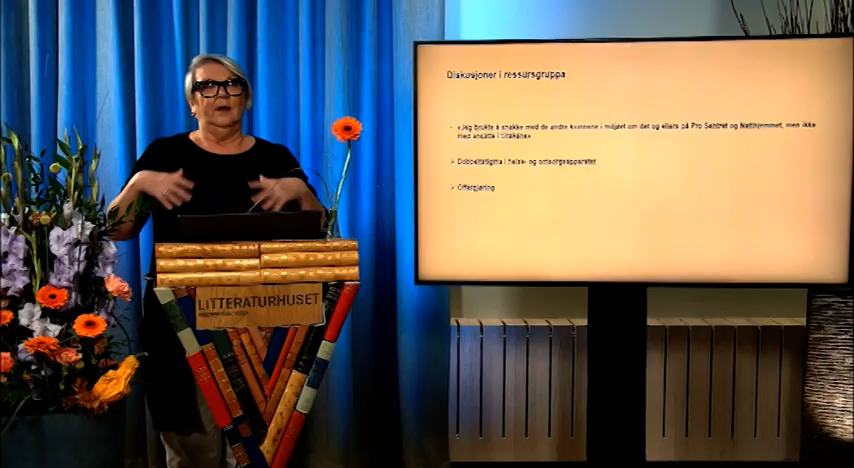 LITTERATURHUSET
Diskusjoner i ressursgruppa
«Jeg brukte å snakke med de andre kvinnene i miljøet om det og ellers på Pro Sentret og Natthjemmet, men ikke
med ansatte i tiltakene»
Dobbeltstigma i helse- og omsorgsapparatet
Offergjøring